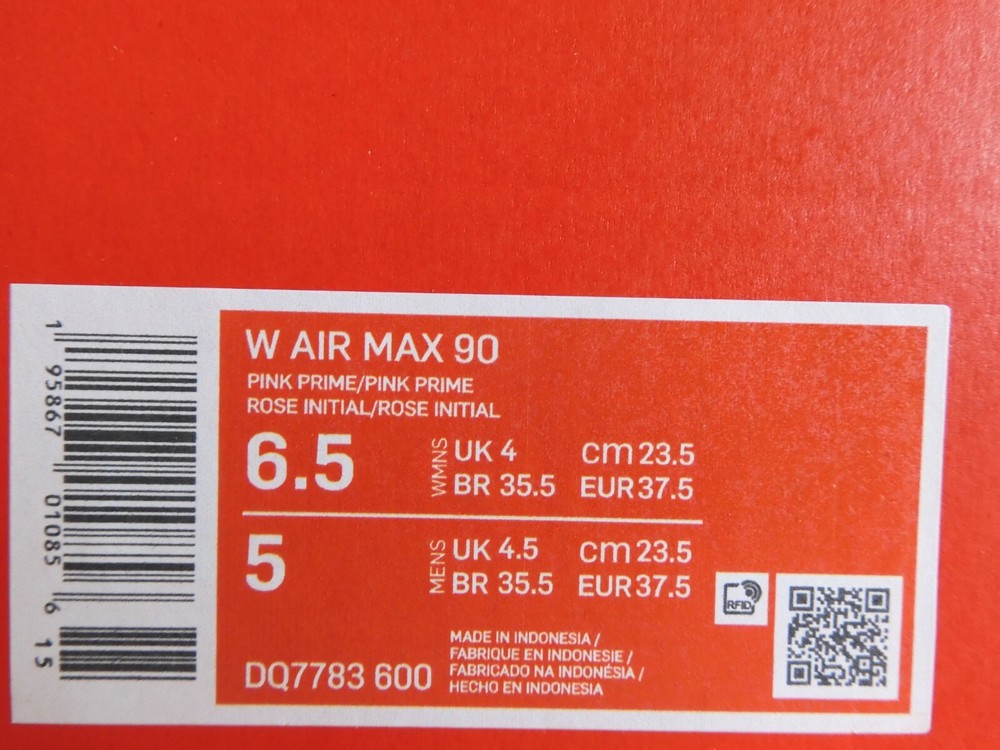 W AIR MAX 90
PINK PRIME/PINK PRIME
ROSE INITIAL/ROSE INITIAL
6.5 WMNS UK 4 cm 23.5
BR 35.5 EUR 37.5
5 MENS UK 4.5 cm 23.5
BR 35.5 EUR 37.5
RFID
DQ7783 600
MADE IN INDONESIA /
FABRIQUE EN INDONESIE /
FABRICADO NA INDONÉSIA /
HECHO EN INDONESIA
1 95867 01085 6 15